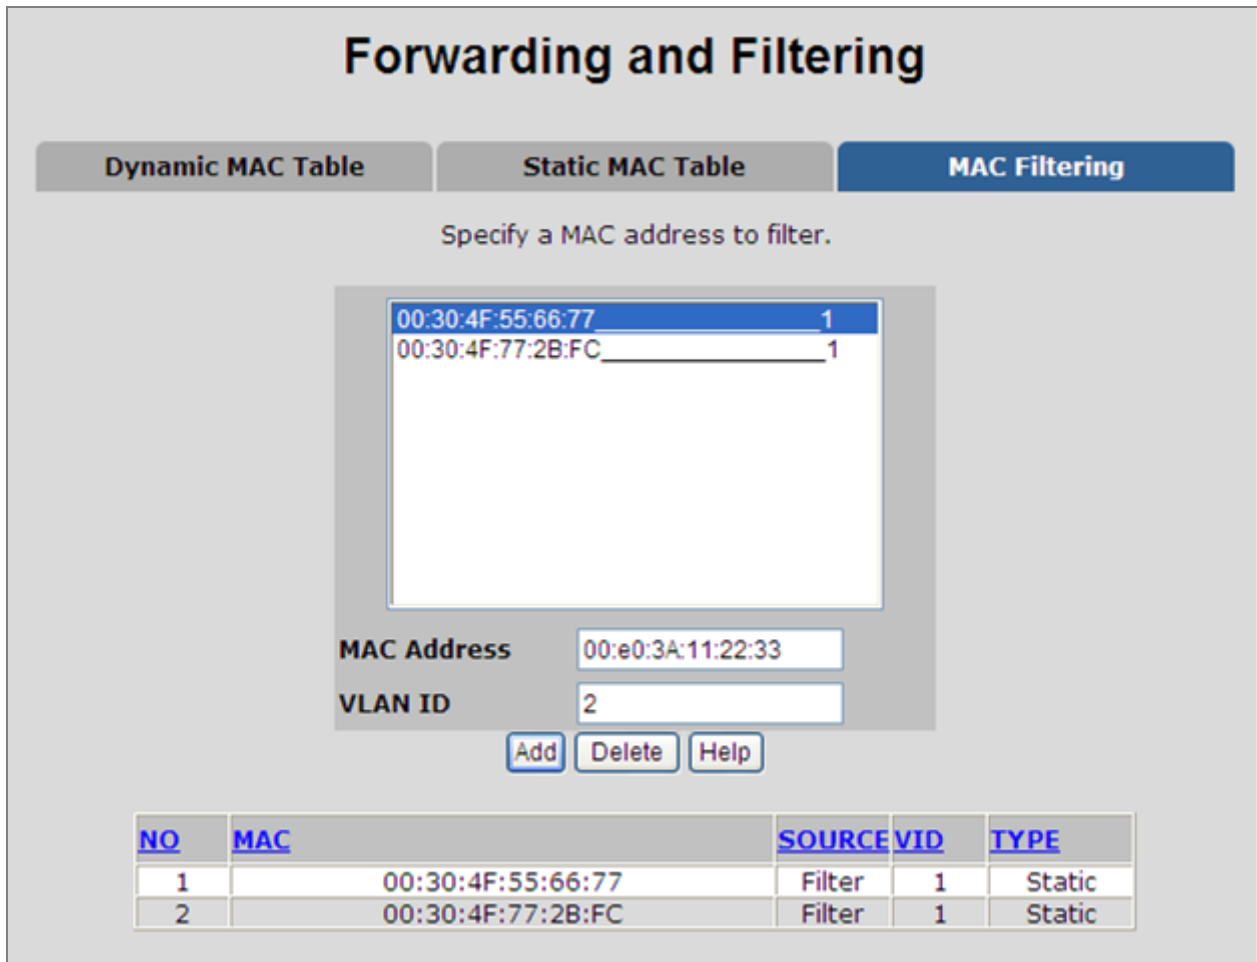 Forwarding and Filtering
Dynamic MAC Table Static MAC Table MAC Filtering
Specify a MAC address to filter.
00:30:4F:55:66:77____________________1
00:30:4F:77:2B:FC____________________1
MAC Address 00:e0:3A:11:22:33
VLAN ID 2
Add Delete Help
NO MAC SOURCE VID TYPE
1 00:30:4F:55:66:77 Filter 1 Static
2 00:30:4F:77:2B:FC Filter 1 Static